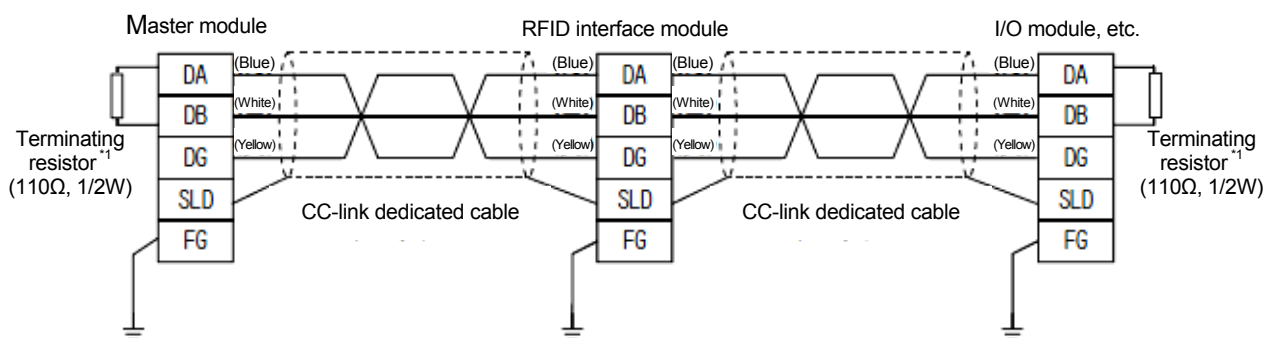 Master module
RFID interface module
I/O module, etc.
DA (Blue) (Blue) DA (Blue) (Blue) DA
DB (White) (White) DB (White) (White) DB
DG (Yellow) (Yellow) DG (Yellow) (Yellow) DG
SLD SLD SLD
FG FG FG
Terminating
resistor *1
(110Ω, 1/2W)
CC-link dedicated cable
CC-link dedicated cable
Terminating
resistor *1
(110Ω, 1/2W)